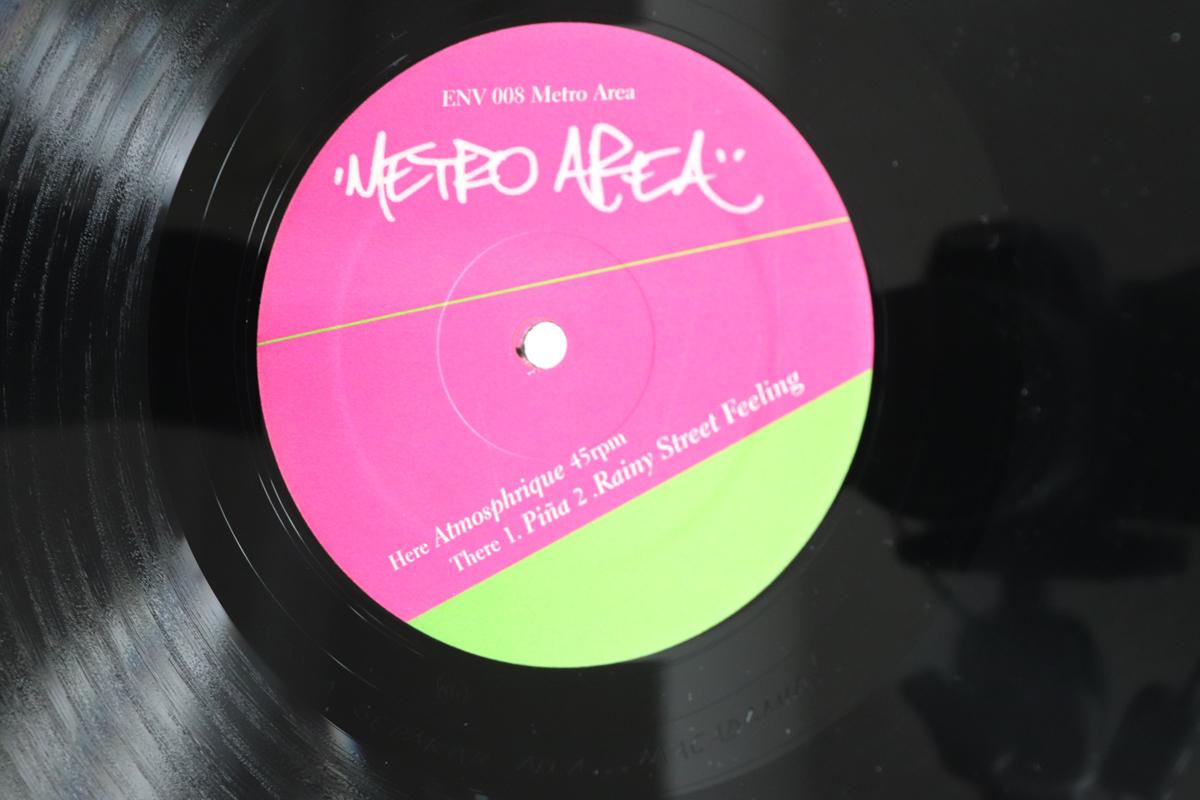 ENV 008 Metro Area
"METRO AREA"
Here Atmosphrique 45rpm
There 1. Piña 2 .Rainy Street Feeling